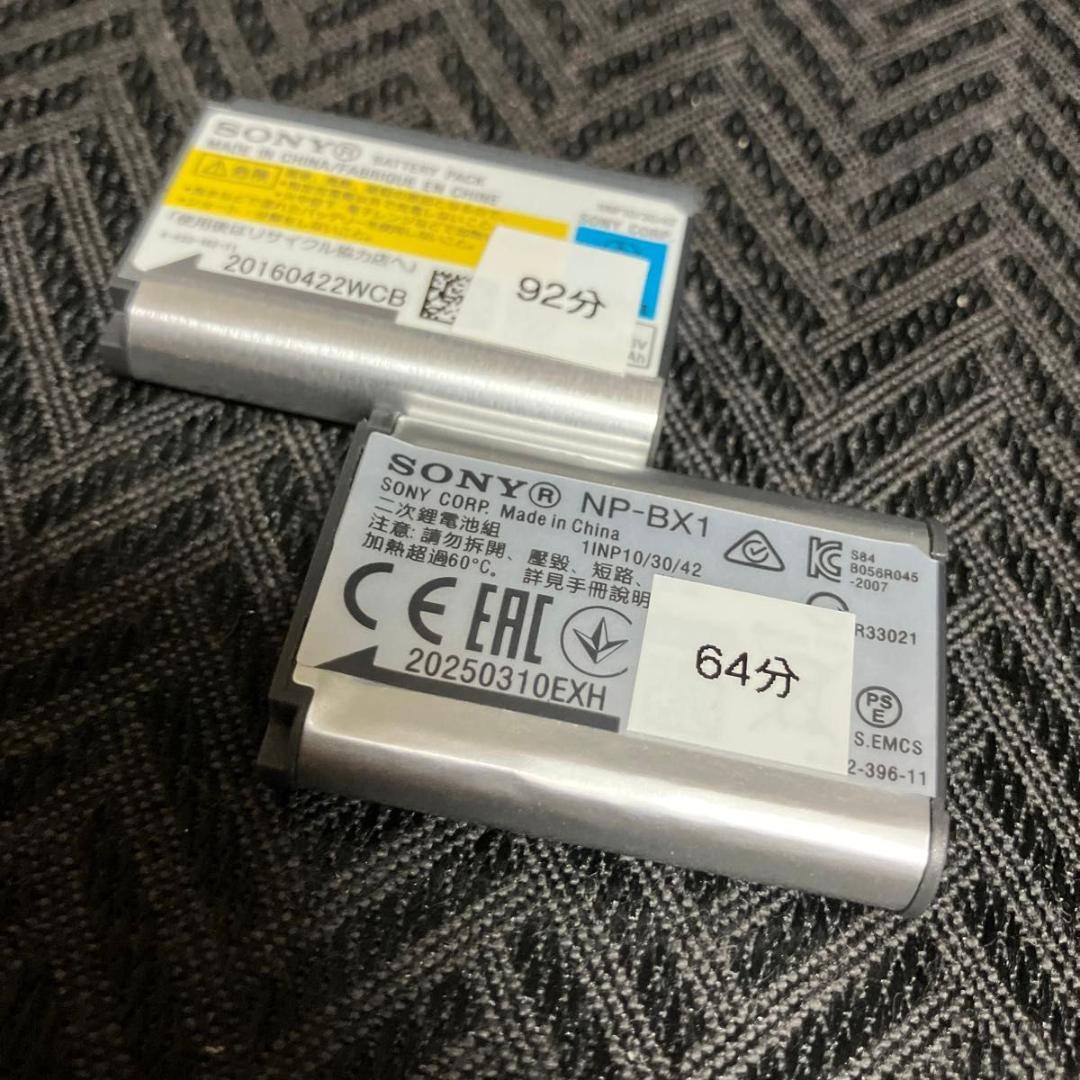 SONY® BATTERY PACK
MADE IN CHINA/FABRIQUE EN CHINE
SONY CORP
「使用後はリサイクル協力店へ」
20160422WCB
92分
SONY® NP-BX1
SONY CORP. Made in China
二次鋰電池組 1INP10/30/42
注意:請勿拆開、壓毀、短路、
加熱超過60°C。詳見手冊說明
S84
B056R045
-2007
R33021
CE EAC
20250310EXH
64分
PS
E
S.EMCS
2-396-11